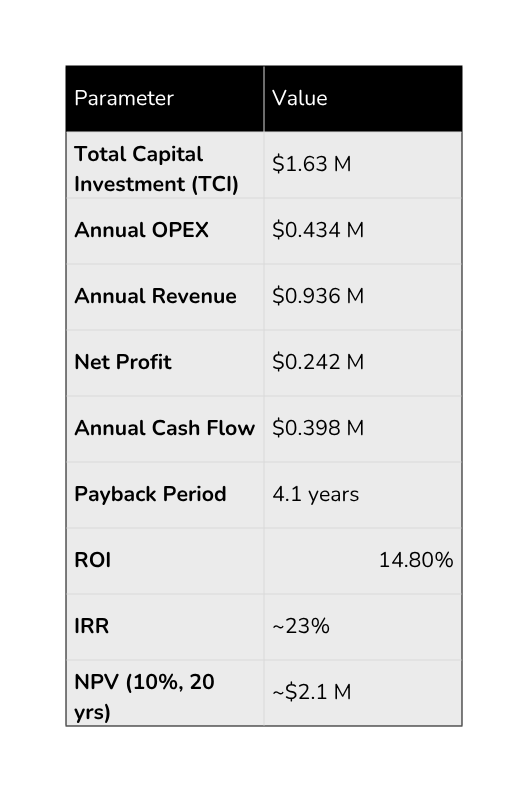 Parameter Value
Total Capital
Investment (TCI) $1.63 M
Annual OPEX $0.434 M
Annual Revenue $0.936 M
Net Profit $0.242 M
Annual Cash Flow $0.398 M
Payback Period 4.1 years
ROI 14.80%
IRR ~23%
NPV (10%, 20
yrs) ~$2.1 M